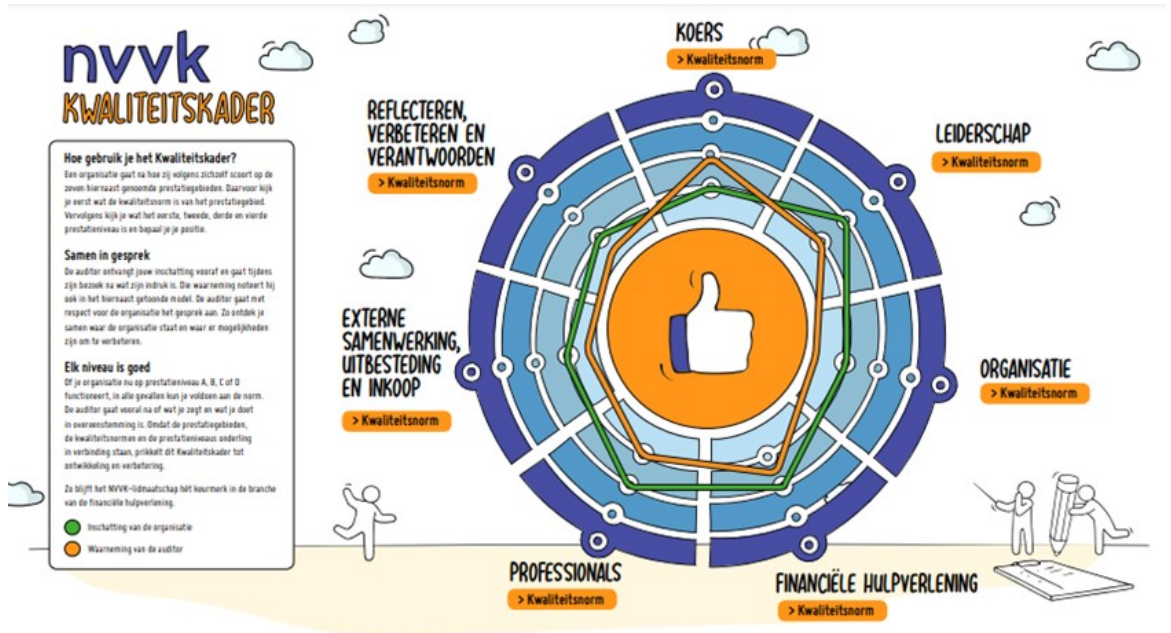 nvvk
KWALITEITSKADER
Hoe gebruik je het Kwaliteitskader?
Een organisatie gaat na hoe zij volgens zichzelf scoort op de
zeven hiernaast genoemde prestatiegebieden. Daarvoor kijk
je eerst wat de kwaliteitsnorm is van het prestatiegebied.
Vervolgens kijk je wat het eerste, tweede, derde en vierde
prestatieniveau is en bepaal je je positie.
Samen in gesprek
De auditor ontvangt jouw inschatting vooraf en gaat tijdens
zijn bezoek na wat zijn indruk is. Die waarneming noteert hij
ook in het hiernaast getoonde model. De auditor gaat met
respect voor de organisatie het gesprek aan. Zo ontdek je
samen waar de organisatie staat en waar er mogelijkheden
zijn om te verbeteren.
Elk niveau is goed
Of je organisatie nu op prestatieniveau A, B, C of D
functioneert, in alle gevallen kun je voldoen aan de norm.
De auditor gaat vooral na of wat je zegt en wat je doet
in overeenstemming is. Omdat de prestatiegebieden,
de kwaliteitsnormen en de prestatieniveaus onderling
in verbinding staan, prikkelt dit Kwaliteitskader tot
ontwikkeling en verbetering.
Zo blijft het NVVK-lidmaatschap hét keurmerk in de branche
van de financiële hulpverlening.
Inschatting van de organisatie
Waarneming van de auditor
KOERS
> Kwaliteitsnorm
LEIDERSCHAP
> Kwaliteitsnorm
ORGANISATIE
> Kwaliteitsnorm
FINANCIËLE HULPVERLENING
> Kwaliteitsnorm
PROFESSIONALS
> Kwaliteitsnorm
EXTERNE
SAMENWERKING,
UITBESTEDING
EN INKOOP
> Kwaliteitsnorm
REFLECTEREN,
VERBETEREN EN
VERANTWOORDEN
> Kwaliteitsnorm